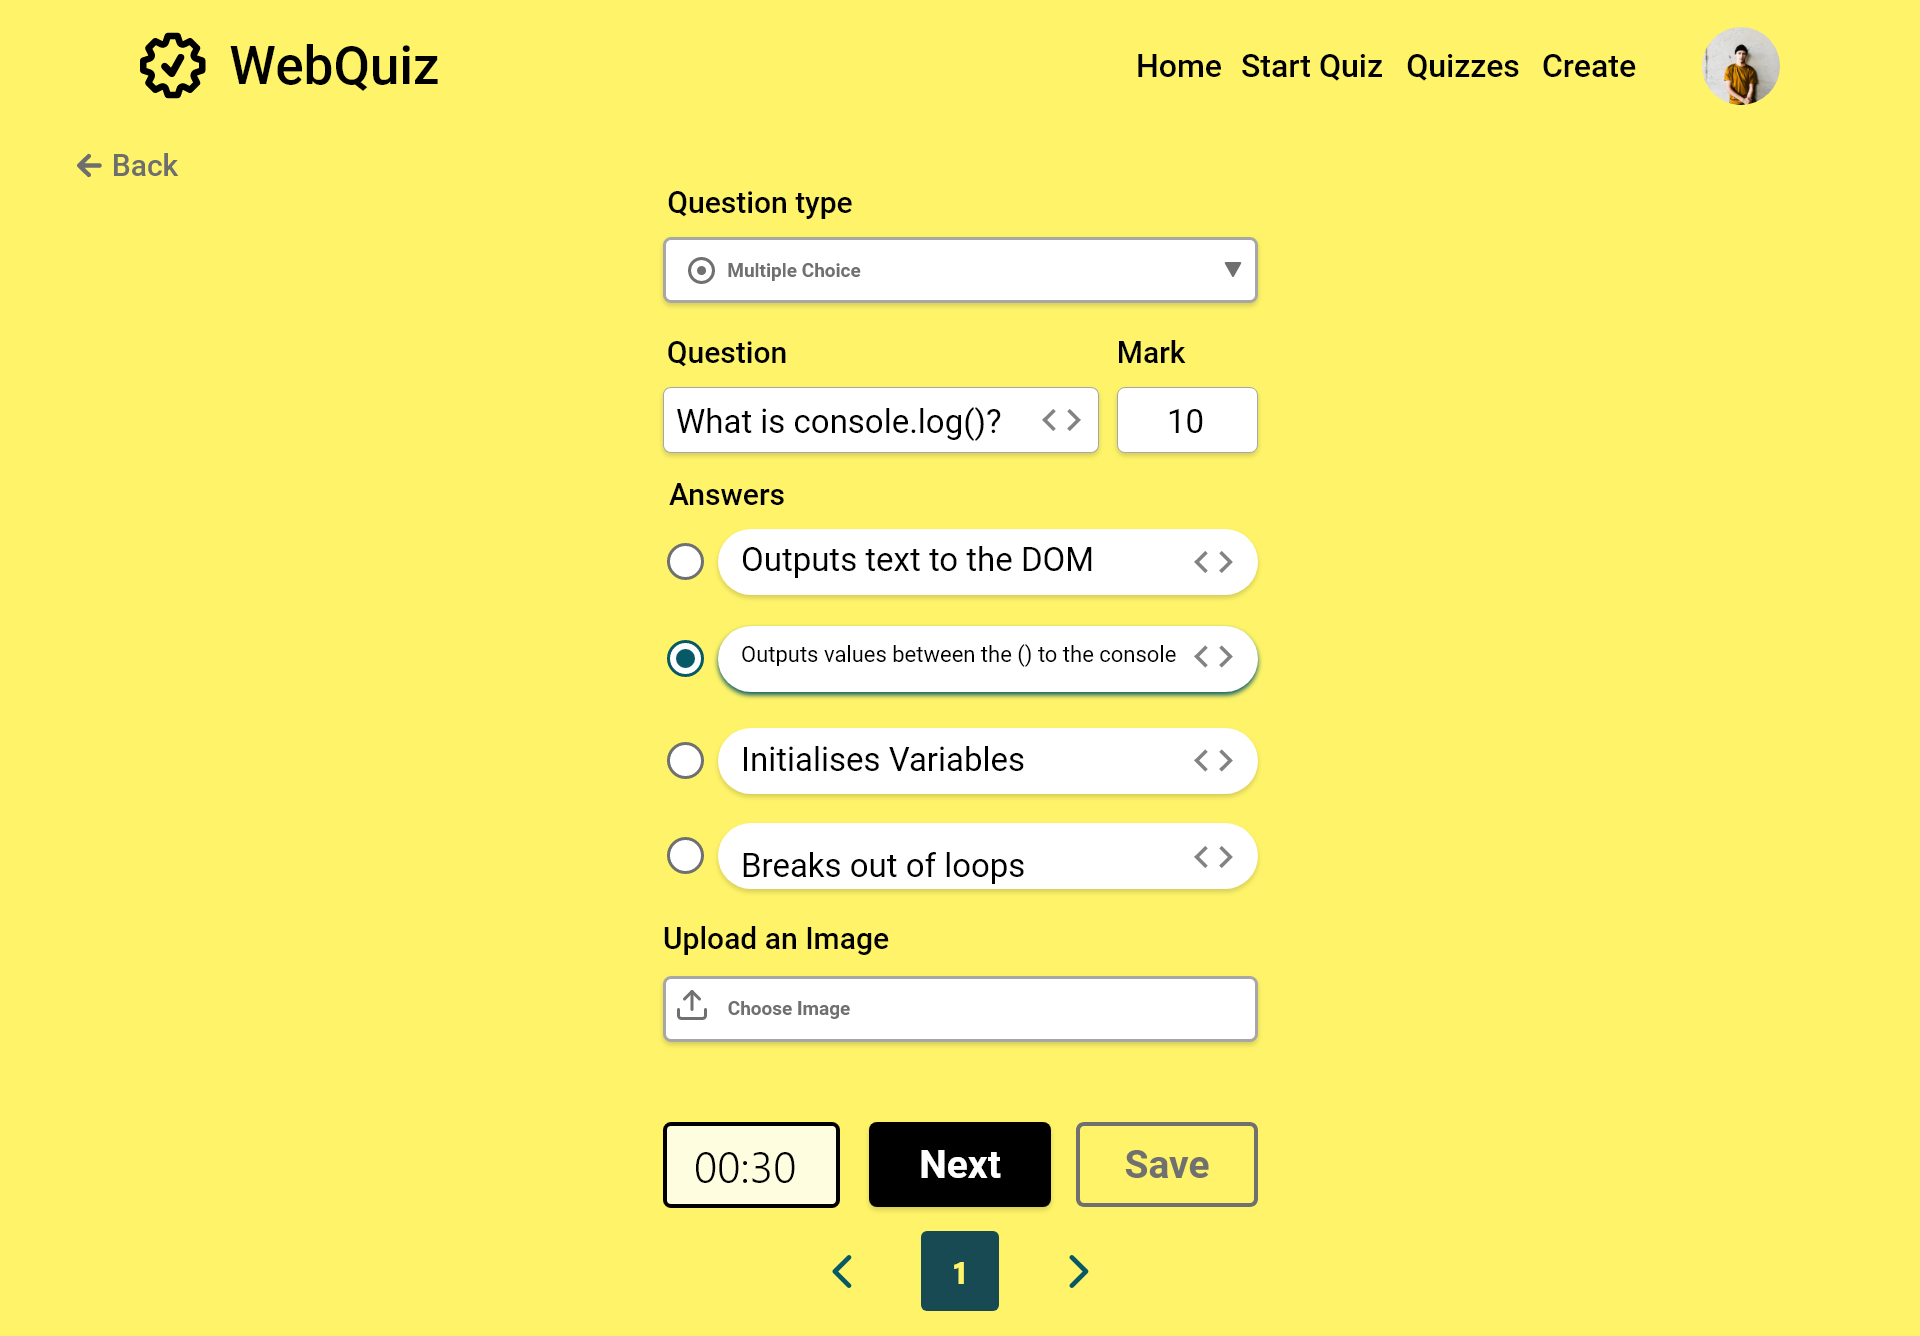 WebQuiz
Home Start Quiz Quizzes Create
Back
Question type
Multiple Choice
Question Mark
What is console.log()? < > 10
Answers
Outputs text to the DOM < >
Outputs values between the () to the console < >
Initialises Variables < >
Breaks out of loops < >
Upload an Image
Choose Image
00:30 Next Save
1